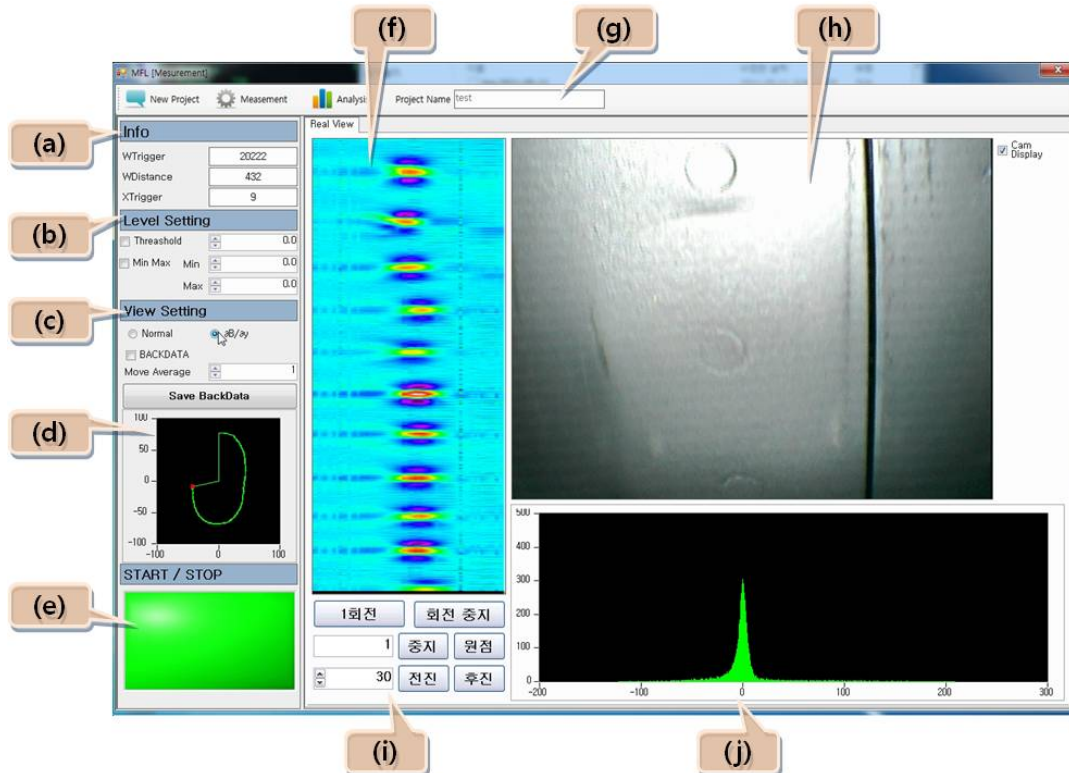 (f)
(g)
(h)
MFL [Mesurement]
New Project
Measement
Analysis
Project Name
test
(a)
Info
Real View
Cam
Display
WTrigger
20222
WDistance
432
XTrigger
9
(b)
Level Setting
Threashold
0.0
Min Max
Min
0.0
Max
0.0
(c)
View Setting
Normal
∂B/∂y
BACKDATA
Move Average
1
Save BackData
(d)
100
50
0
-50
-100
-100
0
100
START / STOP
(e)
1회전
회전 중지
1
중지
원점
30
전진
후진
500
400
300
200
100
0
-200
-100
0
100
200
300
(i)
(j)